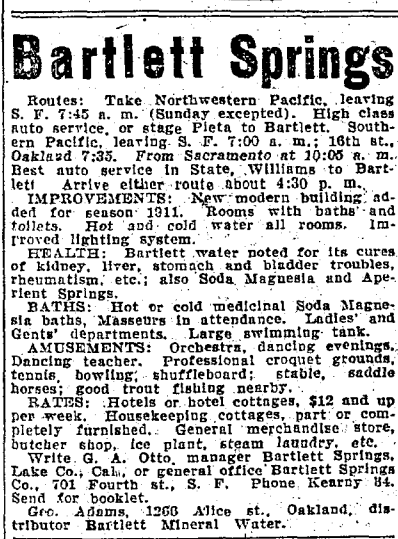 Bartlett Springs
Routes: Take Northwestern Pacific, leaving
S. F. 7:45 a. m. (Sunday excepted). High class
auto service, or stage Pieta to Bartlett. South-
ern Pacific, leaving S. F. 7:00 a. m.; 16th st.,
Oakland 7:35. From Sacramento at 10:05 a. m.
Best auto service in State, Williams to Bart-
lett Arrive either route about 4:30 p. m.
IMPROVEMENTS: New modern building ad-
ded for season 1911. Rooms with baths and
toilets. Hot and cold water all rooms. Im-
proved lighting system.
HEALTH: Bartlett water noted for its cures
of kidney, liver, stomach and bladder troubles,
rheumatism, etc.; also Soda Magnesia and Ape-
rient Springs.
BATHS: Hot or cold medicinal Soda Magne-
sia baths, Masseurs in attendance. Ladies' and
Gents' departments. Large swimming tank.
AMUSEMENTS: Orchestra, dancing evenings,
Dancing teacher. Professional croquet grounds,
tennis, bowling, shuffleboard; stable, saddle
horses; good trout fishing nearby.
RATES: Hotels or hotel cottages, $12 and up
per week. Housekeeping cottages, part or com-
pletely furnished. General merchandise store,
butcher shop, ice plant, steam laundry, etc.
Write G. A. Otto, manager Bartlett Springs,
Lake Co., Cal., or general office Bartlett Springs
Co., 701 Fourth st., S. F. Phone Kearny 84.
Send for booklet.
Geo. Adams, 1266 Alice st., Oakland, dis-
tributor Bartlett Mineral Water.